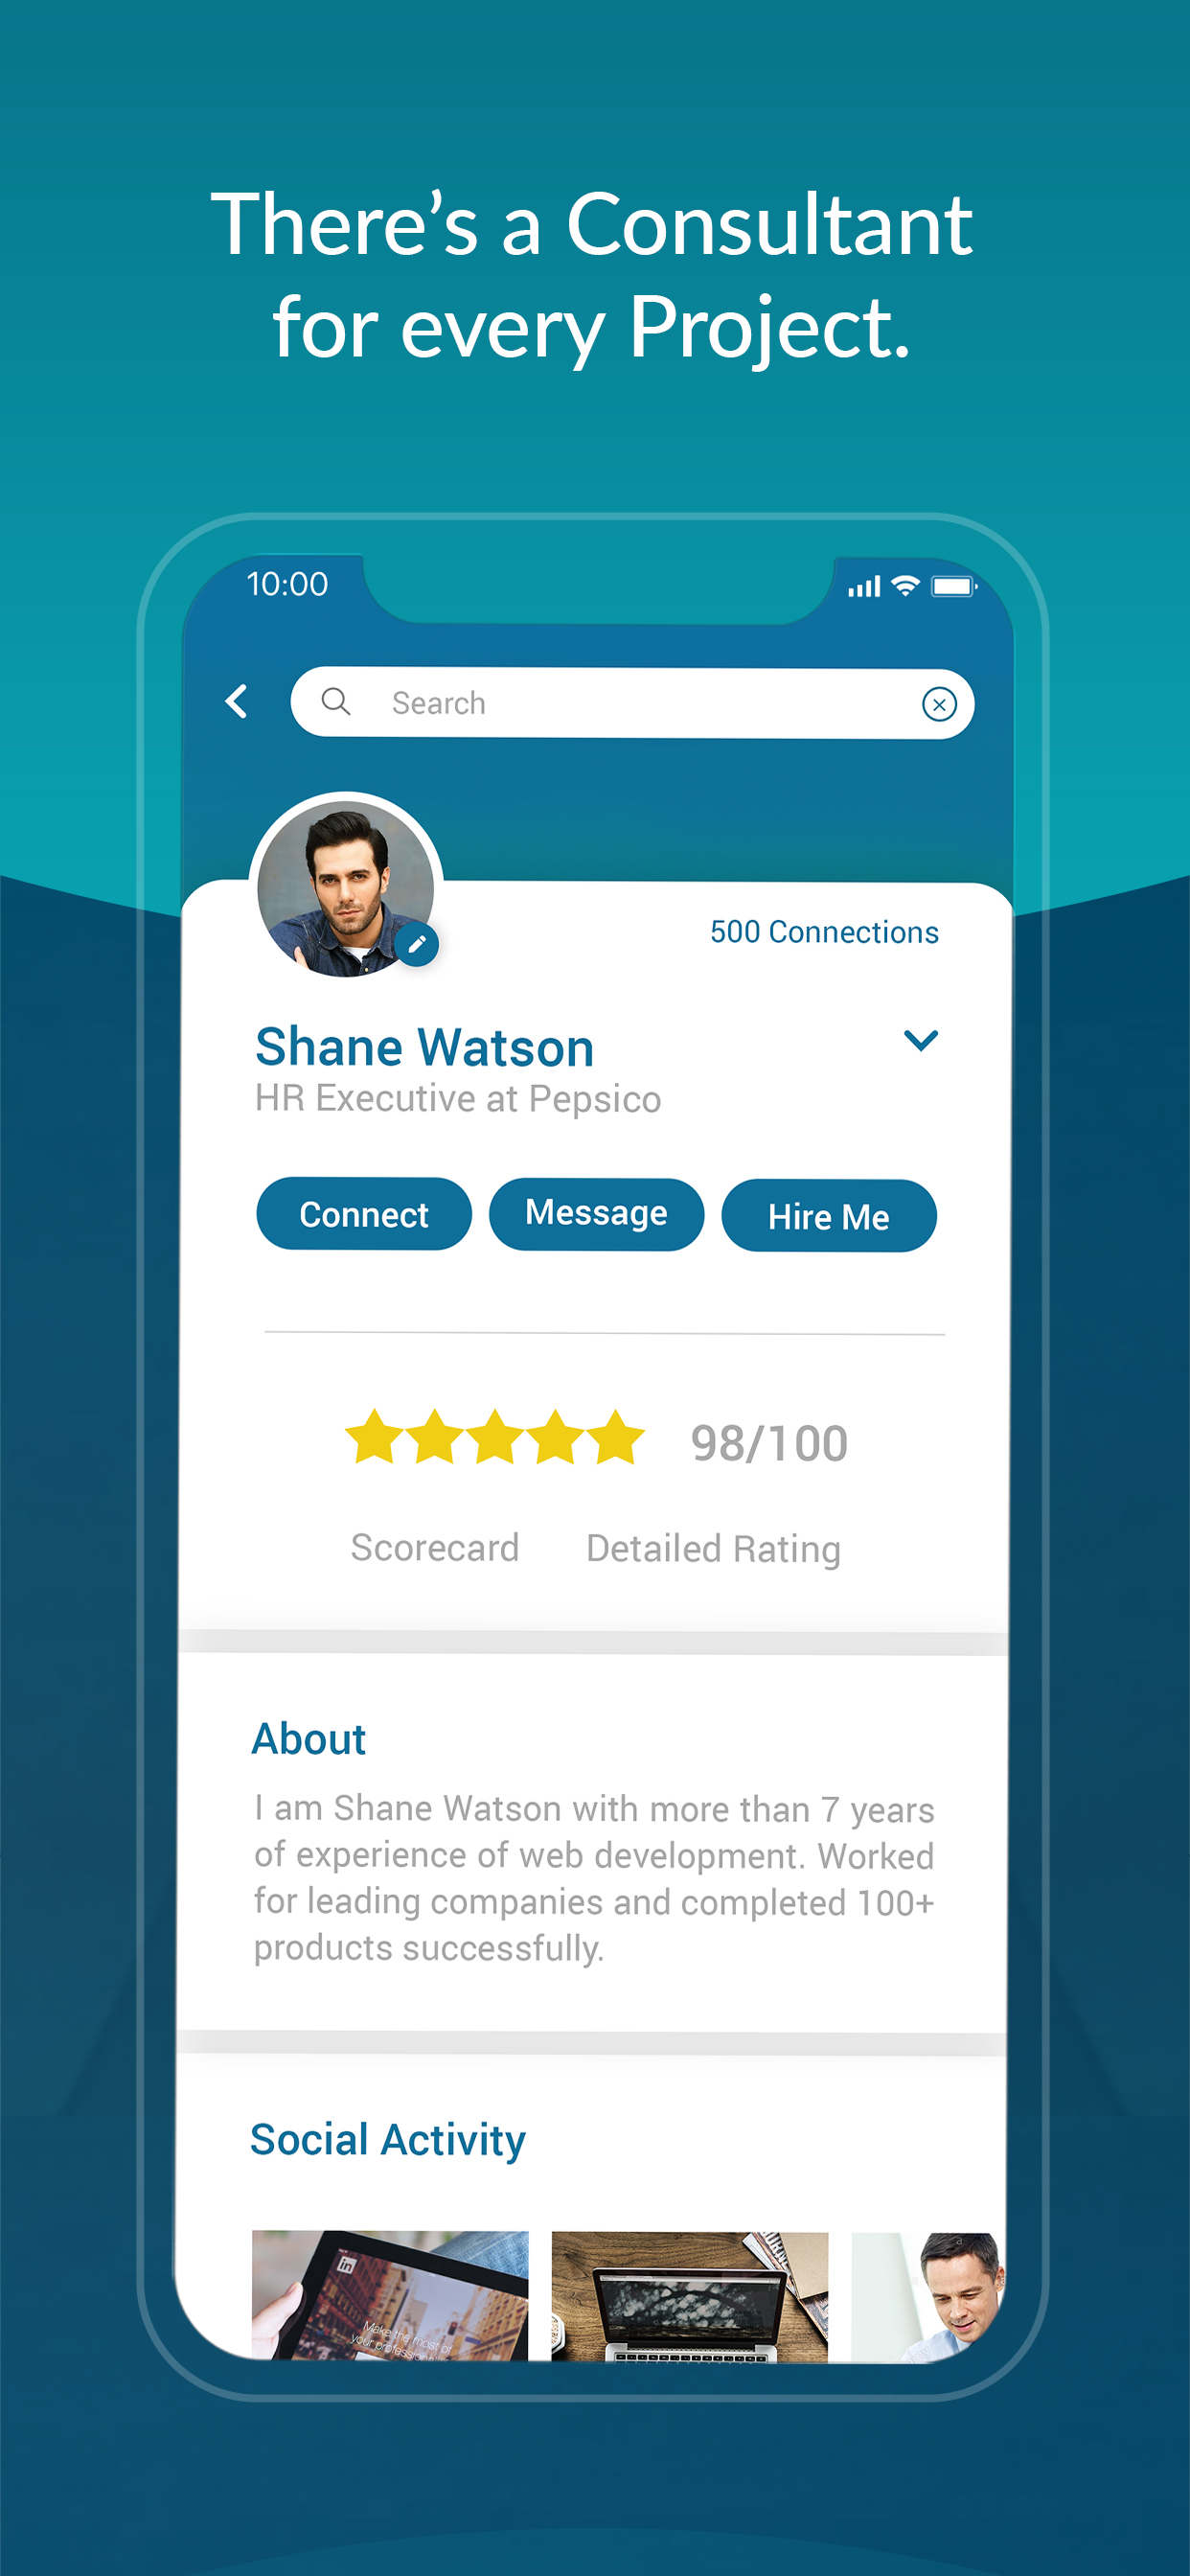 There’s a Consultant
for every Project.
10:00
Search
500 Connections
Shane Watson
HR Executive at Pepsico
Connect Message Hire Me
98/100
Scorecard Detailed Rating
About
I am Shane Watson with more than 7 years
of experience of web development. Worked
for leading companies and completed 100+
products successfully.
Social Activity
in
Make the most of
your